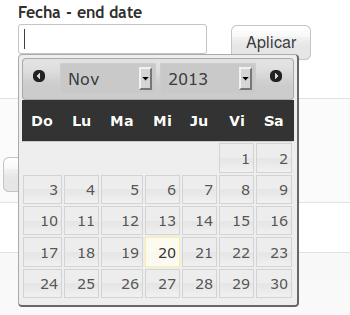 Fecha - end date
Aplicar
Nov 2013
Do Lu Ma Mi Ju Vi Sa
1 2
3 4 5 6 7 8 9
10 11 12 13 14 15 16
17 18 19 20 21 22 23
24 25 26 27 28 29 30